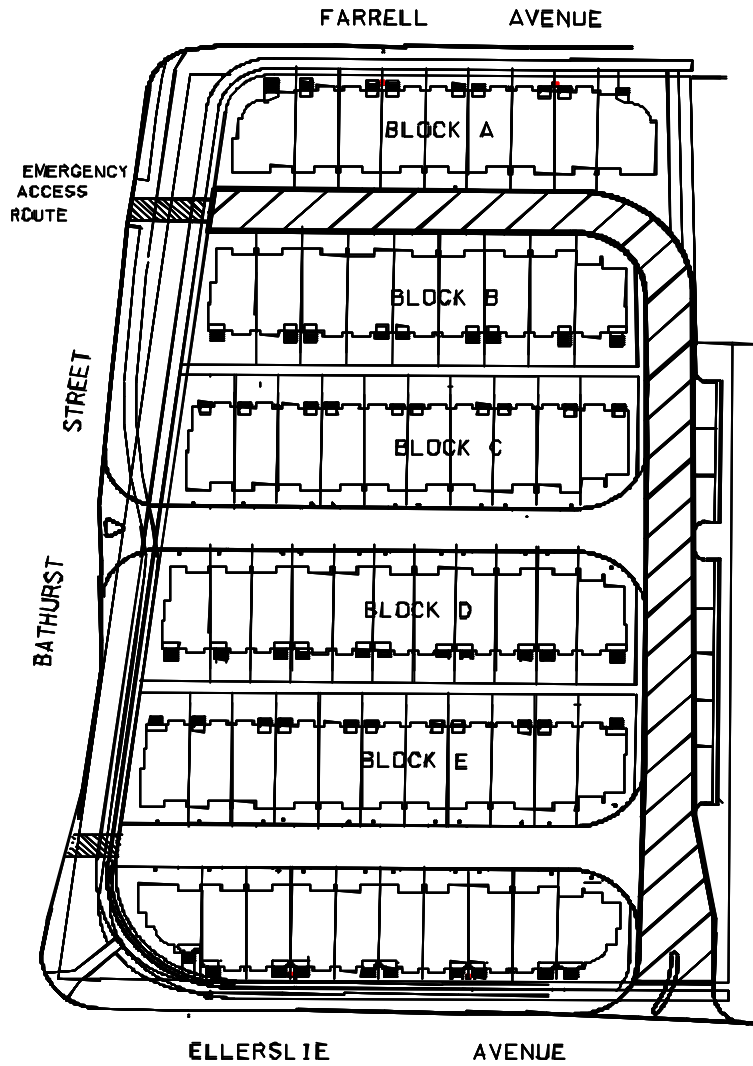 FARRELL AVENUE
BLOCK A
EMERGENCY
ACCESS
ROUTE
BLOCK B
STREET
BLOCK C
BATHURST
BLOCK D
BLOCK E
ELLERSLIE AVENUE